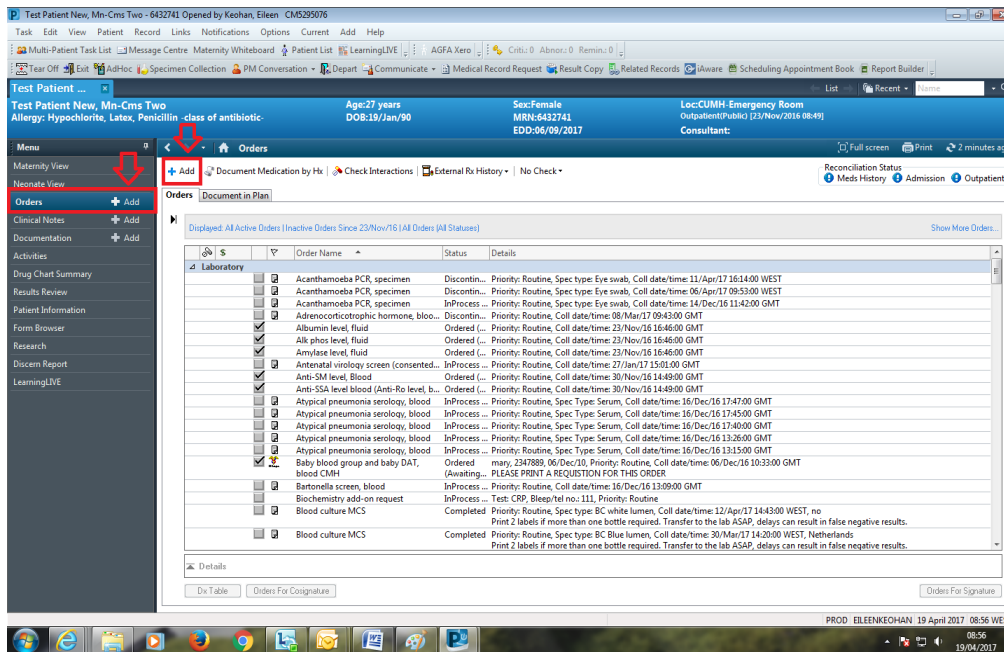 Test Patient New, Mn-Cms Two - 6432741 Opened by Keohan, Eileen CM5295076
Task Edit View Patient Record Links Notifications Options Current Add Help
Multi-Patient Task List Message Centre Maternity Whiteboard Patient List LearningLIVE AGFA Xero Criti.: 0 Abnor.: 0 Remin.: 0
Tear Off Exit AdHoc Specimen Collection PM Conversation Depart Communicate Medical Record Request Result Copy Related Records iAware Scheduling Appointment Book Report Builder
Test Patient ... List Recent Name
Test Patient New, Mn-Cms Two Age:27 years Sex:Female Loc:CUMH-Emergency Room
Allergy: Hypochlorite, Latex, Penicillin -class of antibiotic- DOB:19/Jan/90 MRN:6432741 Outpatient(Public) [23/Nov/2016 08:49]
EDD:06/09/2017 Consultant:
Menu Orders Full screen Print 2 minutes ag
Maternity View
Neonate View
Orders Add
Clinical Notes Add
Documentation Add
Activities
Drug Chart Summary
Results Review
Patient Information
Form Browser
Research
Discern Report
LearningLIVE
+ Add Document Medication by Hx Check Interactions External Rx History No Check
Reconciliation Status
Meds History Admission Outpatient
Orders Document in Plan
Displayed: All Active Orders | Inactive Orders Since 23/Nov/16 | All Orders (All Statuses) Show More Orders...
$ Order Name Status Details
Laboratory
Acanthamoeba PCR, specimen Discontin... Priority: Routine, Spec type: Eye swab, Coll date/time: 11/Apr/17 16:14:00 WEST
Acanthamoeba PCR, specimen Discontin... Priority: Routine, Spec type: Eye swab, Coll date/time: 06/Apr/17 09:53:00 WEST
Acanthamoeba PCR, specimen InProcess ... Priority: Routine, Spec type: Eye swab, Coll date/time: 14/Dec/16 11:42:00 GMT
Adrenocorticotrophic hormone, bloo... Discontin... Priority: Routine, Coll date/time: 08/Mar/17 09:43:00 GMT
Albumin level, fluid Ordered (... Priority: Routine, Coll date/time: 23/Nov/16 16:46:00 GMT
Alk phos level, fluid Ordered (... Priority: Routine, Coll date/time: 23/Nov/16 16:46:00 GMT
Amylase level, fluid Ordered (... Priority: Routine, Coll date/time: 23/Nov/16 16:46:00 GMT
Antenatal virology screen (consented... InProcess ... Priority: Routine, Coll date/time: 27/Jan/17 15:01:00 GMT
Anti-SM level, Blood Ordered (... Priority: Routine, Coll date/time: 30/Nov/16 14:49:00 GMT
Anti-SSA level blood (Anti-Ro level, b... Ordered (... Priority: Routine, Coll date/time: 30/Nov/16 14:49:00 GMT
Atypical pneumonia serology, blood InProcess ... Priority: Routine, Spec Type: Serum, Coll date/time: 16/Dec/16 17:47:00 GMT
Atypical pneumonia serology, blood InProcess ... Priority: Routine, Spec Type: Serum, Coll date/time: 16/Dec/16 17:45:00 GMT
Atypical pneumonia serology, blood InProcess ... Priority: Routine, Spec Type: Serum, Coll date/time: 16/Dec/16 17:40:00 GMT
Atypical pneumonia serology, blood InProcess ... Priority: Routine, Spec Type: Serum, Coll date/time: 16/Dec/16 13:26:00 GMT
Atypical pneumonia serology, blood InProcess ... Priority: Routine, Spec Type: Serum, Coll date/time: 16/Dec/16 13:15:00 GMT
Baby blood group and baby DAT, Ordered mary, 2347889, 06/Dec/10, Priority: Routine, Coll date/time: 06/Dec/16 10:33:00 GMT
blood CMH (Awaiting... PLEASE PRINT A REQUISTION FOR THIS ORDER
Bartonella screen, blood InProcess ... Priority: Routine, Coll date/time: 16/Dec/16 13:09:00 GMT
Biochemistry add-on request InProcess ... Test: CRP, Bleep/tel no.: 111, Priority: Routine
Blood culture MCS Completed Priority: Routine, Spec type: BC white lumen, Coll date/time: 12/Apr/17 14:43:00 WEST, no
Print 2 labels if more than one bottle required. Transfer to the lab ASAP, delays can result in false negative results.
Blood culture MCS Completed Priority: Routine, Spec type: BC Blue lumen, Coll date/time: 30/Mar/17 14:20:00 WEST, Netherlands
Print 2 labels if more than one bottle required. Transfer to the lab ASAP, delays can result in false negative results.
Details
Dx Table Orders For Cosignature Orders For Signature
PROD EILEENKEOHAN 19 April 2017 08:56 WE
08:56
19/04/2017